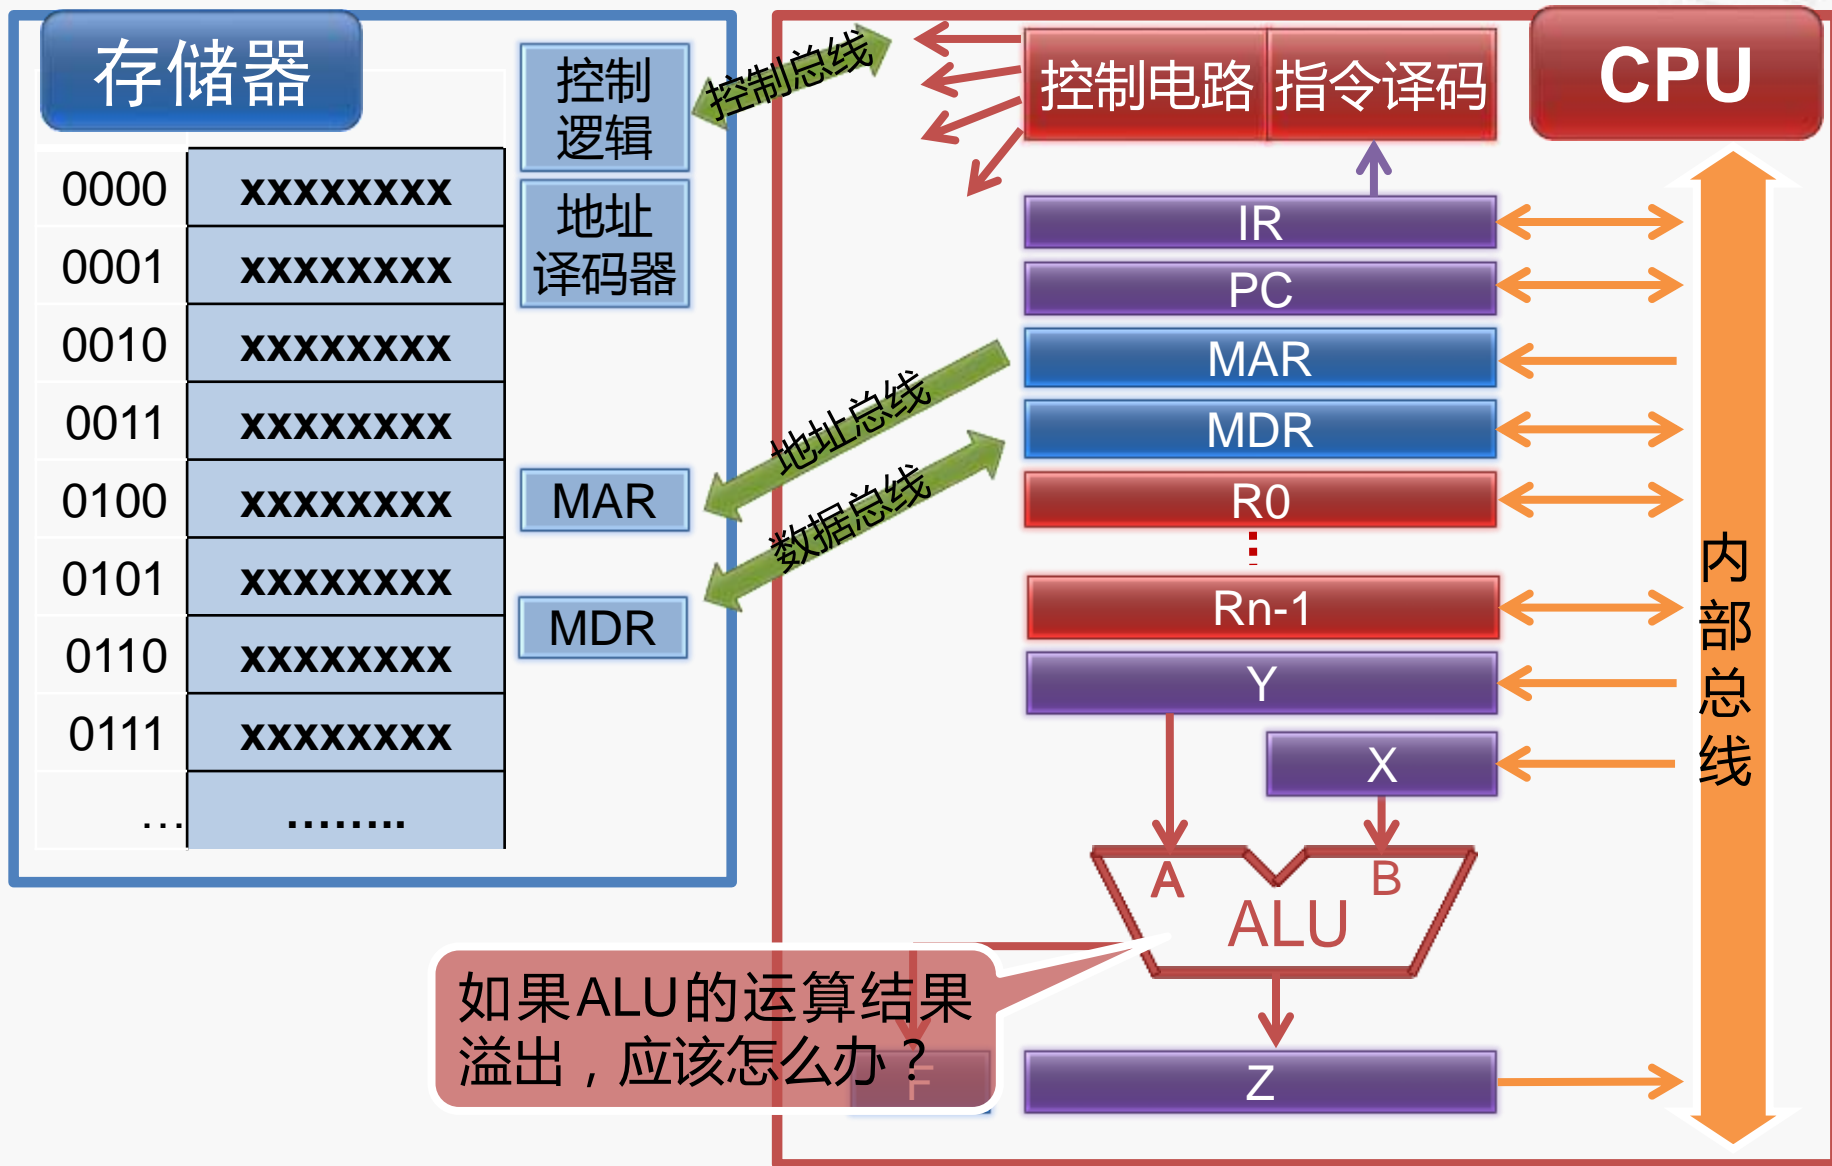 存储器
控制
逻辑
控制总线
控制电路
指令译码
CPU
0000
xxxxxxxx
地址
译码器
IR
0001
xxxxxxxx
PC
0010
xxxxxxxx
MAR
0011
xxxxxxxx
地址总线
MDR
0100
xxxxxxxx
MAR
数据总线
R0
0101
xxxxxxxx
MDR
Rn-1
0110
xxxxxxxx
Y
0111
xxxxxxxx
X
内
部
总
线
…
……..
A
B
ALU
如果ALU的运算结果
溢出，应该怎么办？
F
Z